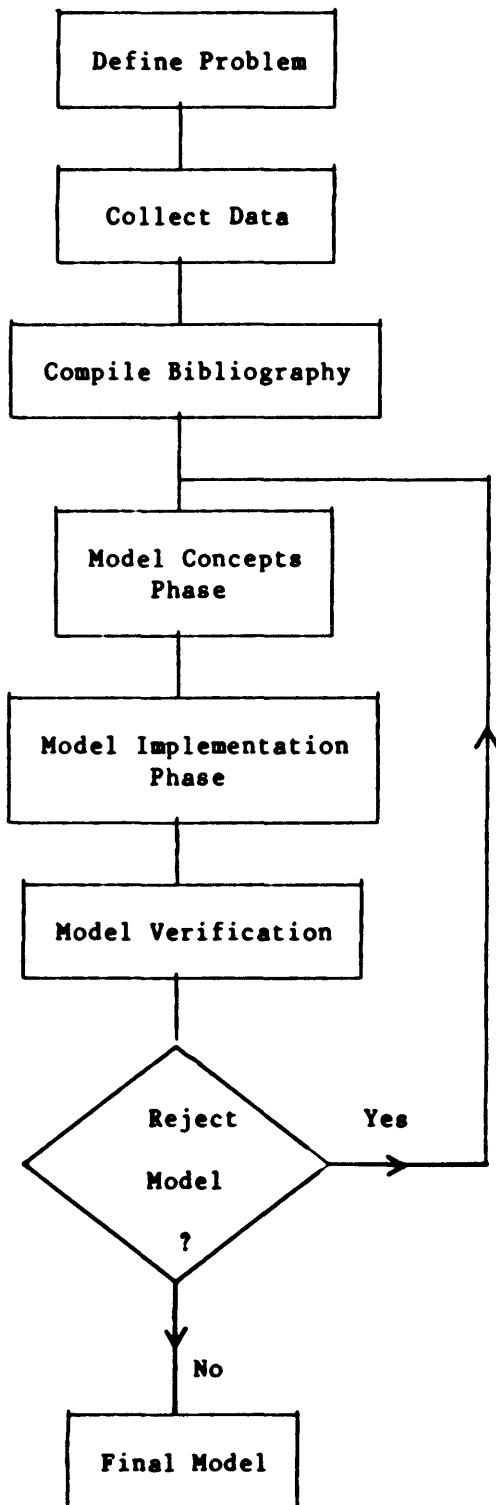 Define Problem
Collect Data
Compile Bibliography
Model Concepts
Phase
Model Implementation
Phase
Model Verification
Reject
Yes
Model
?
No
Final Model